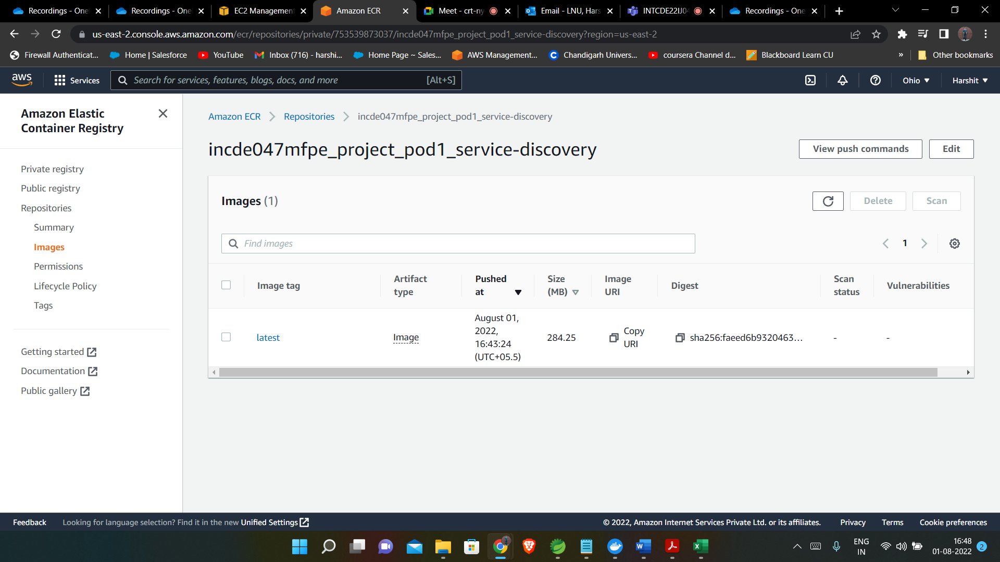 Recordings - One
Recordings - One
EC2 Management
Amazon ECR
Meet - crt-ny
Email - LNU, Hars
INTCDE22IJ04
Recordings - One
us-east-2.console.aws.amazon.com/ecr/repositories/private/753539873037/incde047mfpe_project_pod1_service-discovery?region=us-east-2
Firewall Authenticat...
Home | Salesforce
YouTube
Inbox (716) - harshi...
Home Page ~ Sales...
AWS Management...
Chandigarh Univers...
coursera Channel d...
Blackboard Learn CU
»
Other bookmarks
aws
Services
Search for services, features, blogs, docs, and more [Alt+S]
Ohio
Harshit
Amazon Elastic
Container Registry
Private registry
Public registry
Repositories
Summary
Images
Permissions
Lifecycle Policy
Tags
Getting started
Documentation
Public gallery
Amazon ECR
Repositories
incde047mfpe_project_pod1_service-discovery
incde047mfpe_project_pod1_service-discovery
View push commands
Edit
Images (1)
Delete
Scan
Find images
1
Image tag
Artifact
type
Pushed
at
Size
(MB)
Image
URI
Digest
Scan
status
Vulnerabilities
latest
Image
August 01,
2022,
16:43:24
(UTC+05.5)
284.25
Copy
URI
sha256:faeed6b9320463...
-
-
Feedback
Looking for language selection? Find it in the new Unified Settings
© 2022, Amazon Internet Services Private Ltd. or its affiliates.
Privacy
Terms
Cookie preferences
ENG
IN
16:48
01-08-2022
2